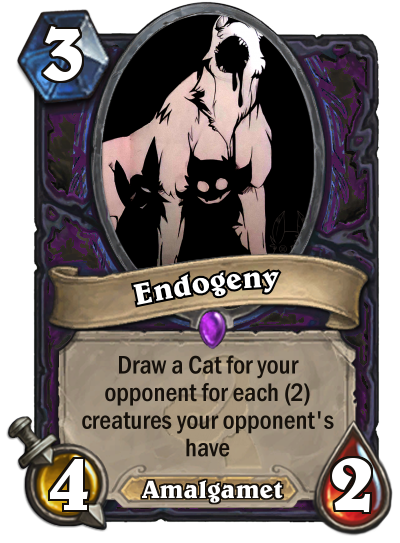 3
Endogeny
Draw a Cat for your
opponent for each (2)
creatures your opponent's
have
4
Amalgamet
2